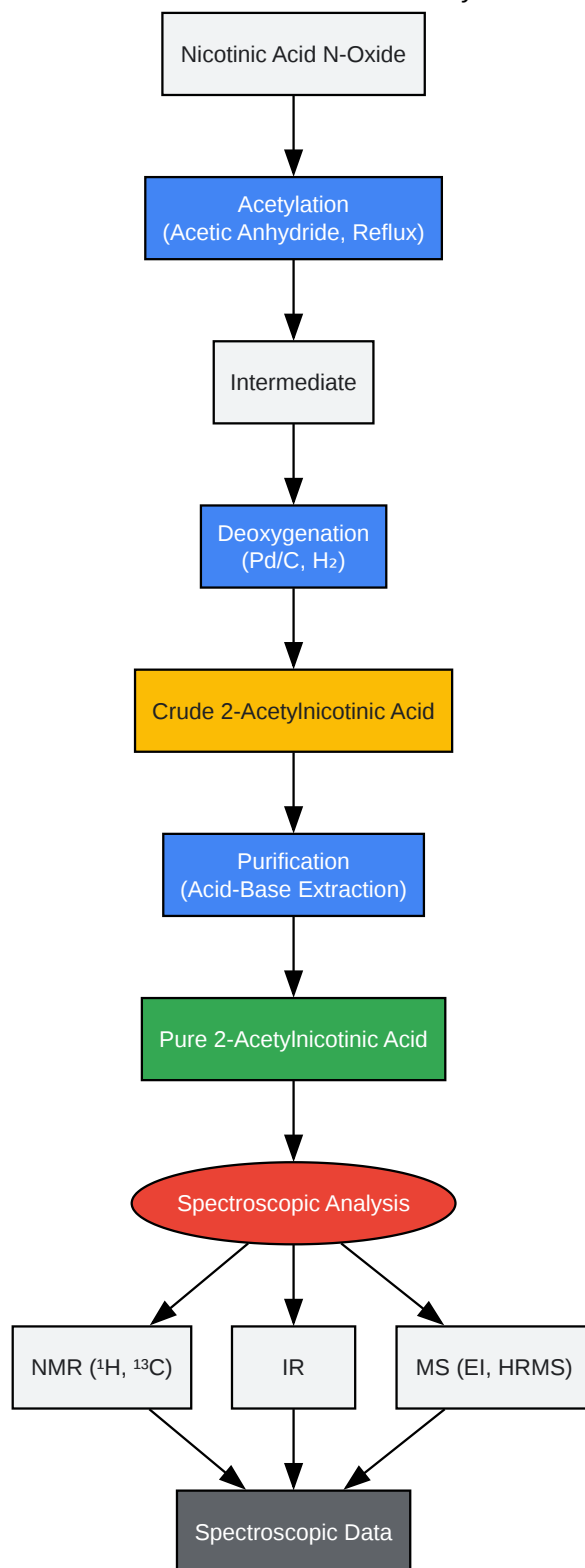 Nicotinic Acid N-Oxide
Acetylation
(Acetic Anhydride, Reflux)
Intermediate
Deoxygenation
(Pd/C, H₂)
Crude 2-Acetylnicotinic Acid
Purification
(Acid-Base Extraction)
Pure 2-Acetylnicotinic Acid
Spectroscopic Analysis
NMR (¹H, ¹³C)
IR
MS (EI, HRMS)
Spectroscopic Data